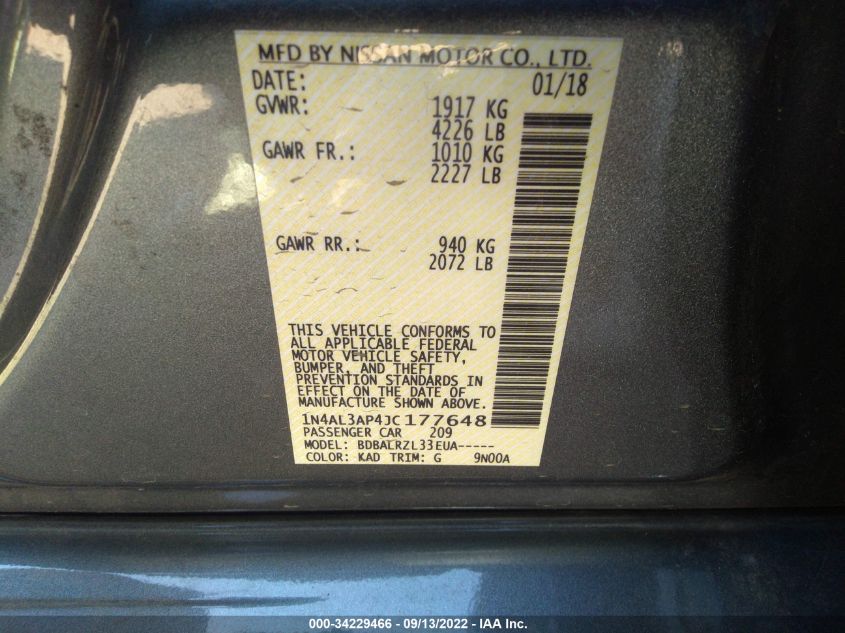 MFD BY NISSAN MOTOR CO., LTD.
DATE: 01/18
GVWR: 1917 KG
4226 LB
GAWR FR.: 1010 KG
2227 LB
GAWR RR.: 940 KG
2072 LB
THIS VEHICLE CONFORMS TO
ALL APPLICABLE FEDERAL
MOTOR VEHICLE SAFETY,
BUMPER, AND THEFT
PREVENTION STANDARDS IN
EFFECT ON THE DATE OF
MANUFACTURE SHOWN ABOVE.
1N4AL3AP4JC177648
PASSENGER CAR 209
MODEL: BDBALRZL33EUA-----
COLOR: KAD TRIM: G 9N00A
000-34229466 - 09/13/2022 - IAA Inc.